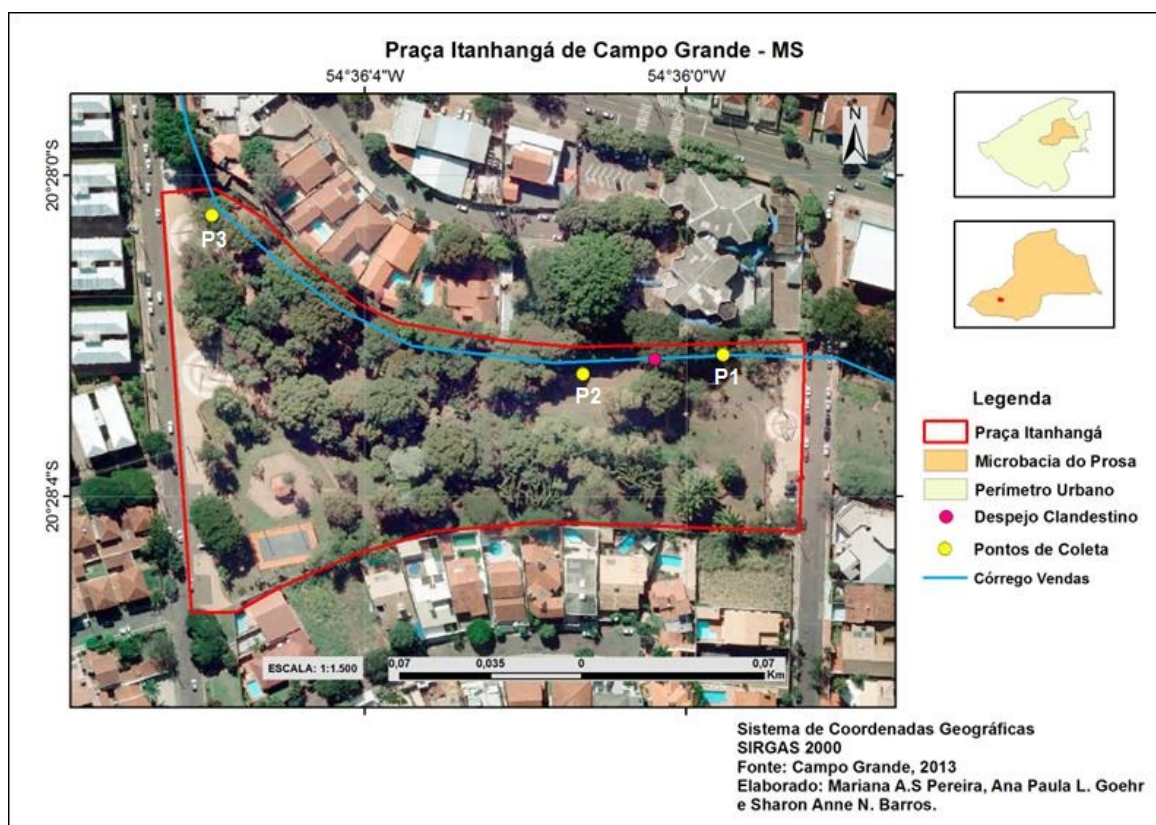 Praça Itanhangá de Campo Grande - MS
54°36'4"W
54°36'0"W
N
20°28'0"S
P3
P2
P1
20°28'4"S
ESCALA: 1:1.500
0,07
0,035
0
0,07
Km
Legenda
Praça Itanhangá
Microbacia do Prosa
Perímetro Urbano
Despejo Clandestino
Pontos de Coleta
Córrego Vendas
Sistema de Coordenadas Geográficas
SIRGAS 2000
Fonte: Campo Grande, 2013
Elaborado: Mariana A.S Pereira, Ana Paula L. Goehr
e Sharon Anne N. Barros.